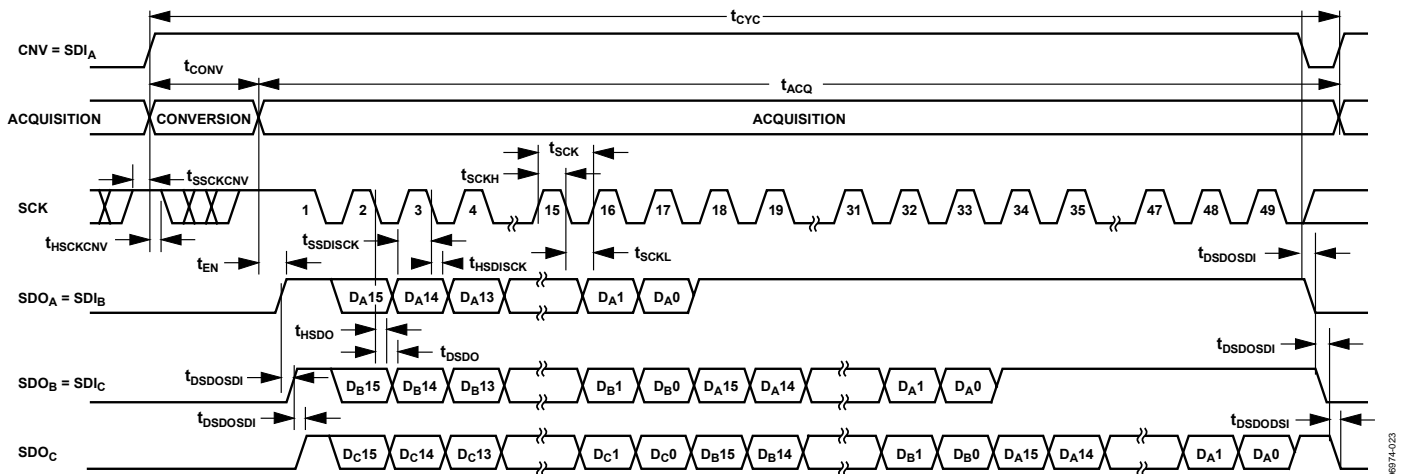 tCYC
CNV = SDIA
tCONV
tACQ
ACQUISITION CONVERSION ACQUISITION
tSCK
tSSCKCNV
tSCKH
SCK 1 2 3 4 15 16 17 18 19 31 32 33 34 35 47 48 49
tHSCKCNV
tSSDISCK
tEN
tHSDISCK
tSCKL
tDSDOSDI
SDOA = SDIB DA15 DA14 DA13 DA1 DA0
tHSDO
tDSDO
tDSDOSDI
tDSDOSDI
SDOB = SDIC DB15 DB14 DB13 DB1 DB0 DA15 DA14 DA1 DA0
tDSDOSDI
tDSDODSI
SDOC DC15 DC14 DC13 DC1 DC0 DB15 DB14 DB1 DB0 DA15 DA14 DA1 DA0